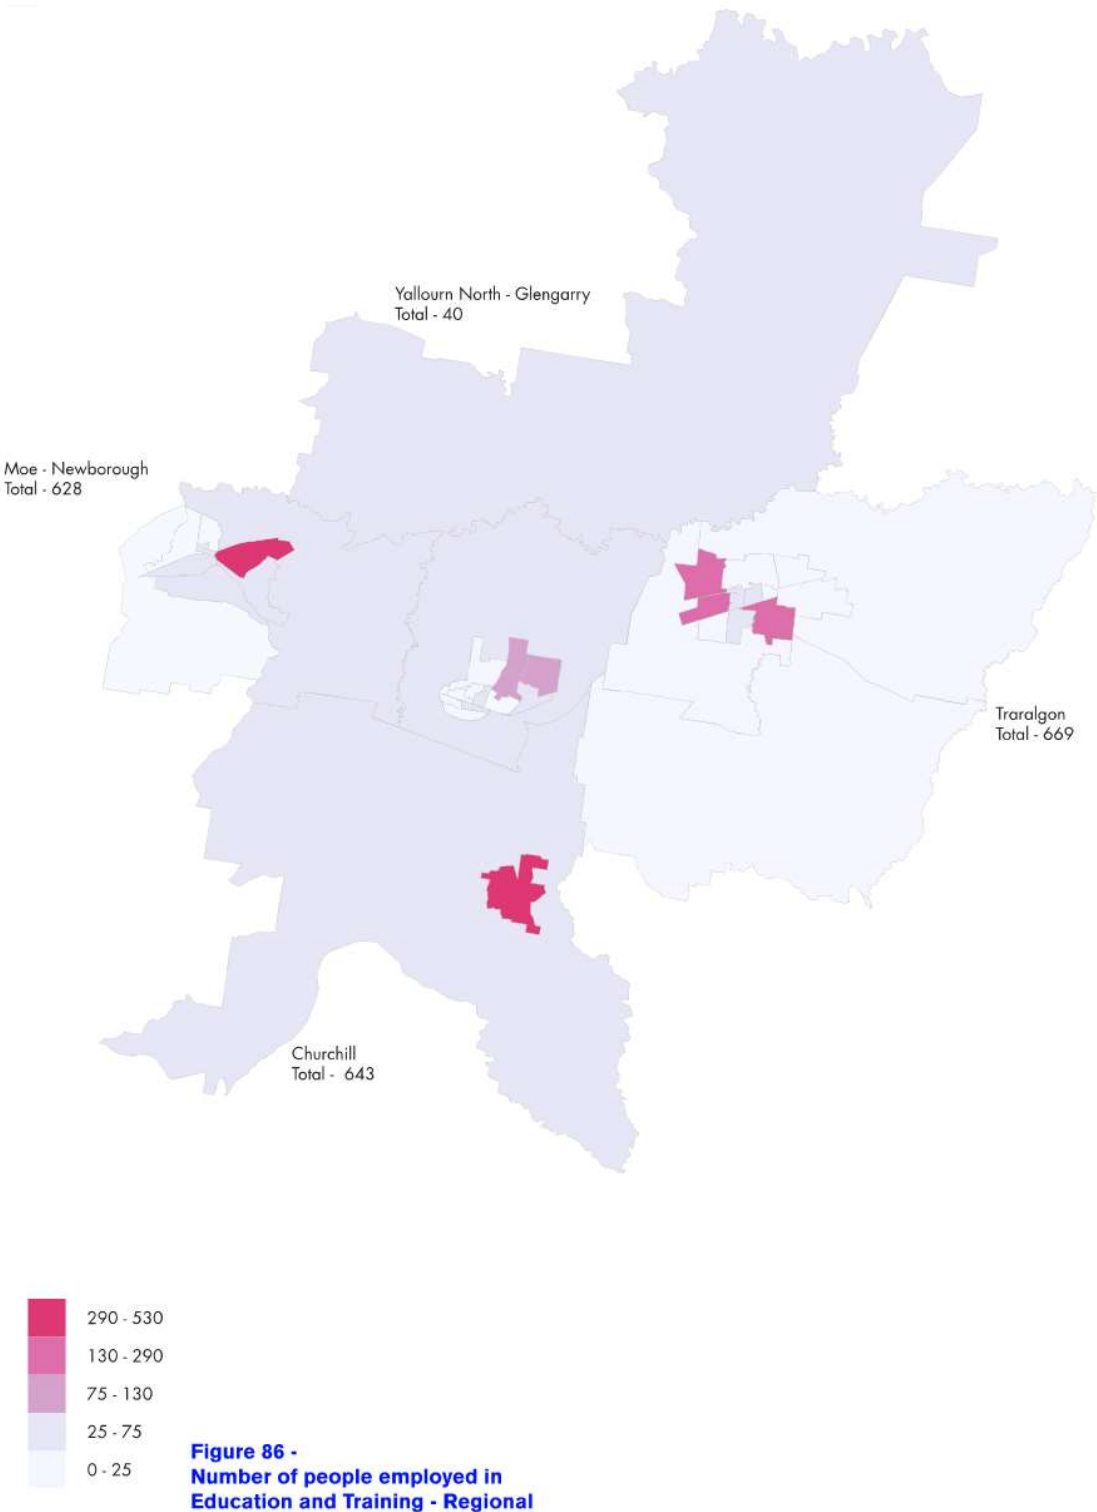 Yallourn North - Glengarry
Total - 40
Moe - Newborough
Total - 628
Traralgon
Total - 669
Churchill
Total - 643
290 - 530
130 - 290
75 - 130
25 - 75
0 - 25
Figure 86 -
Number of people employed in
Education and Training - Regional